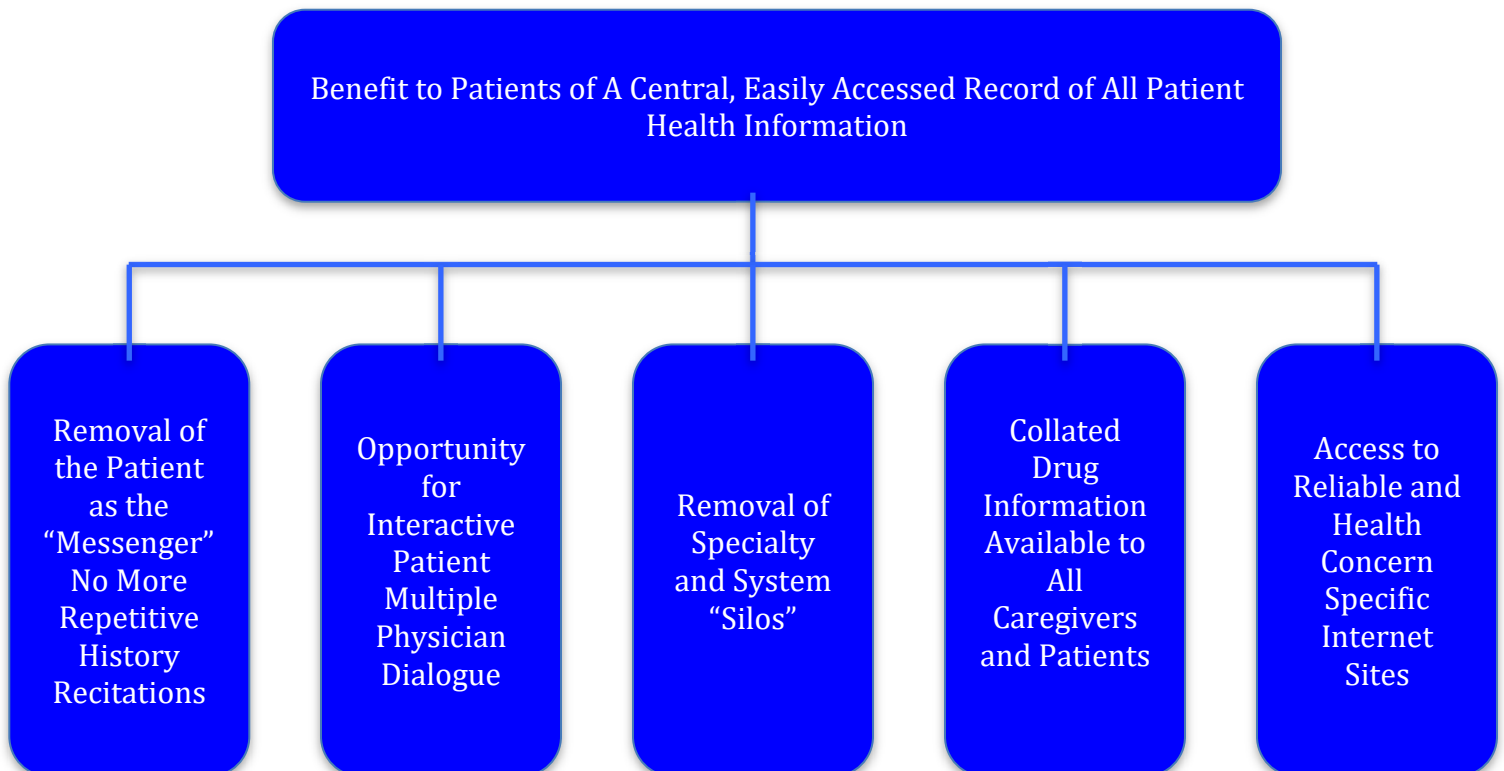 Benefit to Patients of A Central, Easily Accessed Record of All Patient
Health Information
Removal of
the Patient
as the
“Messenger”
No More
Repetitive
History
Recitations
Opportunity
for
Interactive
Patient
Multiple
Physician
Dialogue
Removal of
Specialty
and System
“Silos”
Collated
Drug
Information
Available to
All
Caregivers
and Patients
Access to
Reliable and
Health
Concern
Specific
Internet
Sites